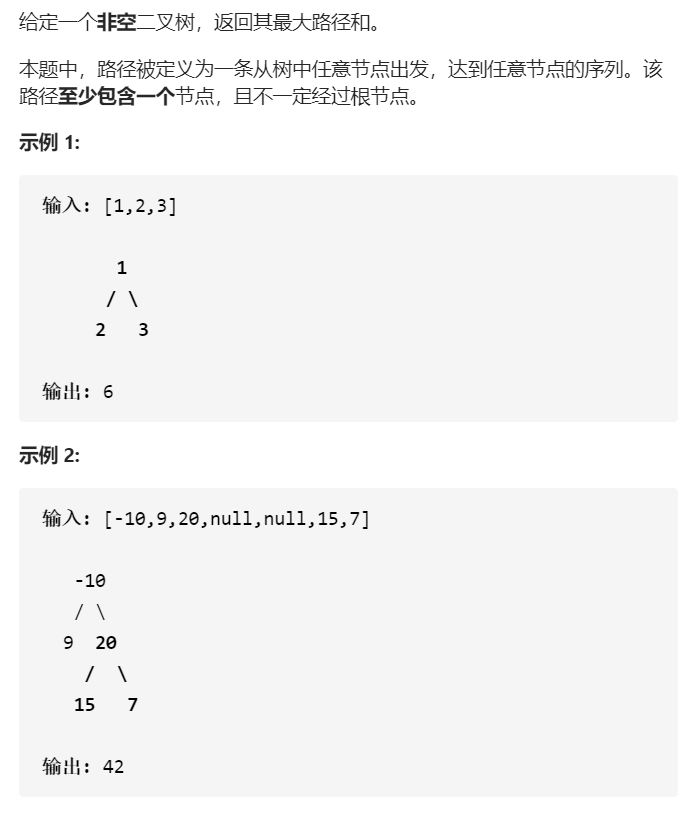 给定一个非空二叉树，返回其最大路径和。
本题中，路径被定义为一条从树中任意节点出发，达到任意节点的序列。该
路径至少包含一个节点，且不一定经过根节点。
示例 1:
输入: [1,2,3]
1
/ \
2 3
输出: 6
示例 2:
输入: [-10,9,20,null,null,15,7]
-10
/ \
9 20
/ \
15 7
输出: 42